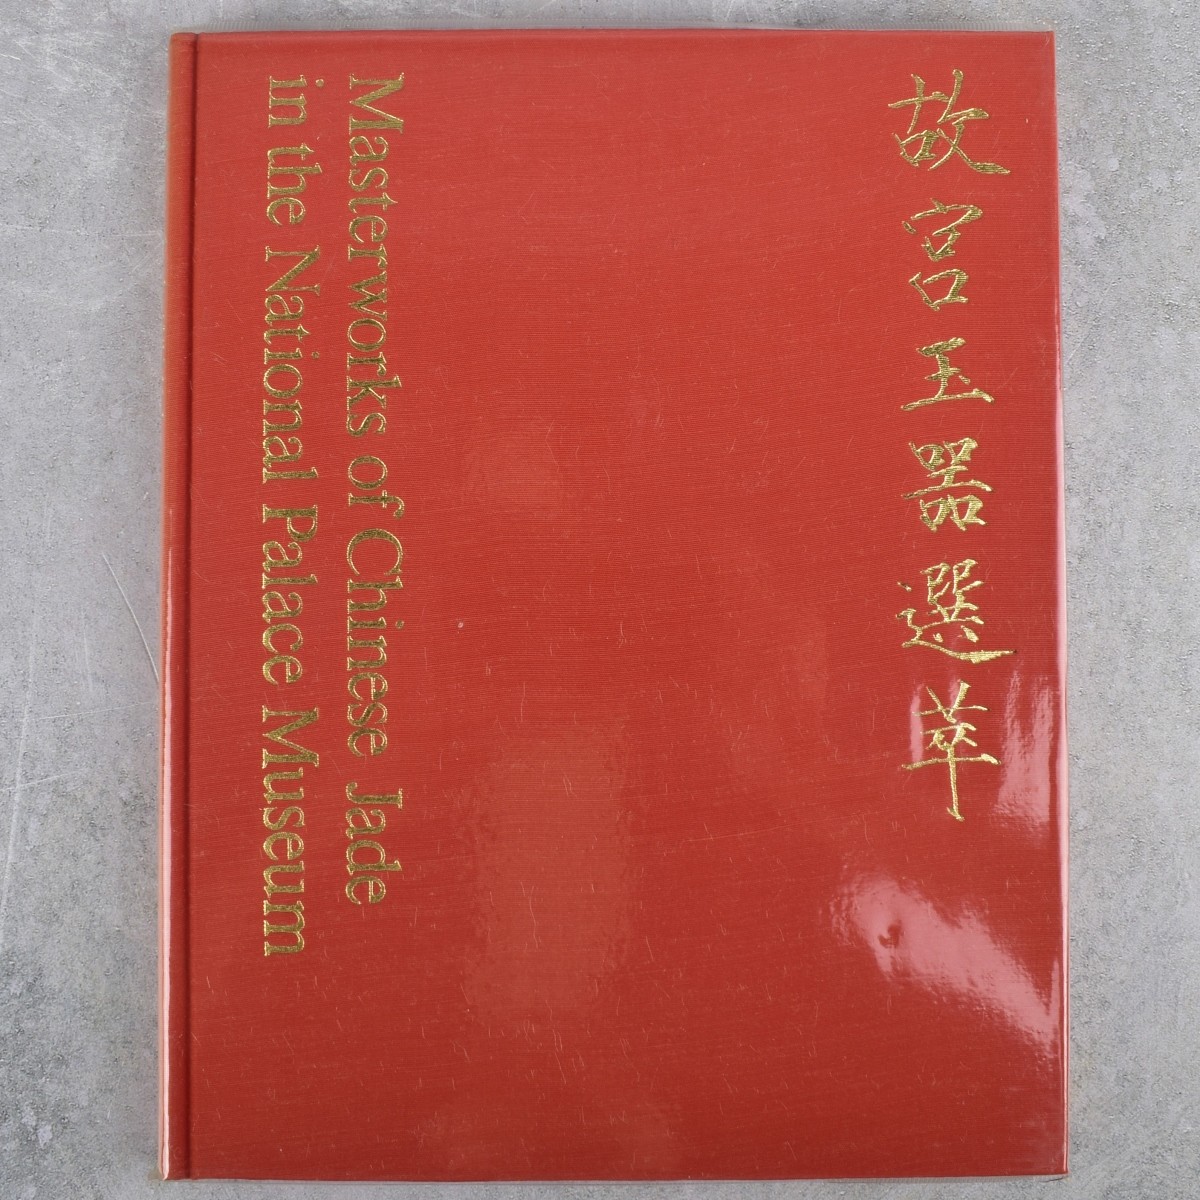 故宮玉器選萃
Masterworks of Chinese Jade
in the National Palace Museum